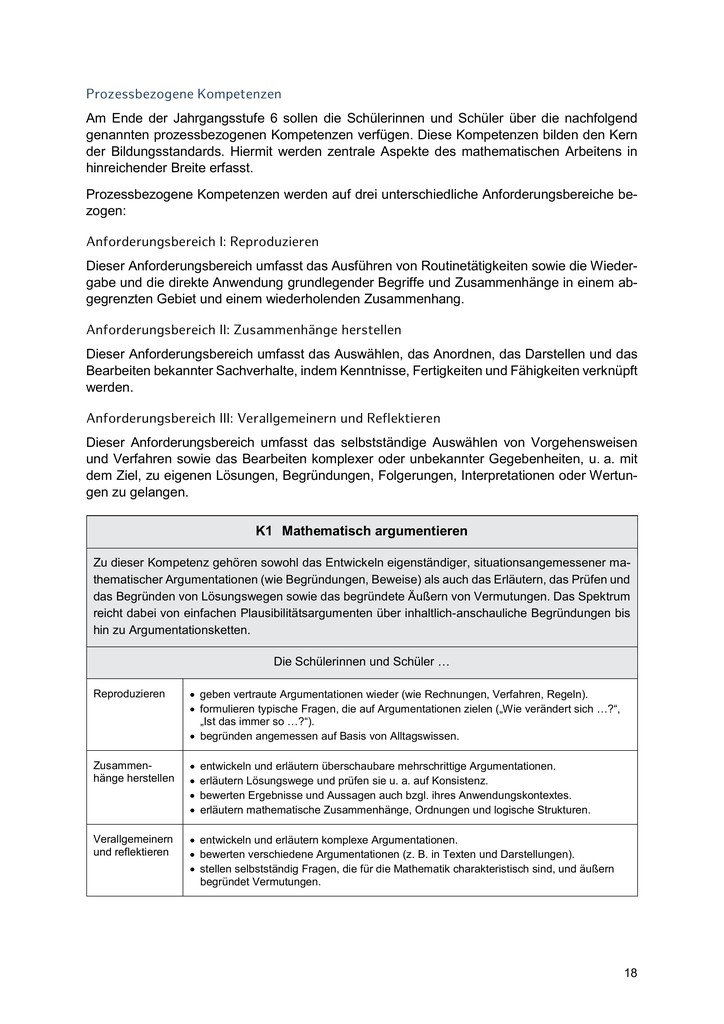 Prozessbezogene Kompetenzen
Am Ende der Jahrgangsstufe 6 sollen die Schülerinnen und Schüler über die nachfolgend
genannten prozessbezogenen Kompetenzen verfügen. Diese Kompetenzen bilden den Kern
der Bildungsstandards. Hiermit werden zentrale Aspekte des mathematischen Arbeitens in
hinreichender Breite erfasst.
Prozessbezogene Kompetenzen werden auf drei unterschiedliche Anforderungsbereiche be-
zogen:
Anforderungsbereich I: Reproduzieren
Dieser Anforderungsbereich umfasst das Ausführen von Routinetätigkeiten sowie die Wieder-
gabe und die direkte Anwendung grundlegender Begriffe und Zusammenhänge in einem ab-
gegrenzten Gebiet und einem wiederholenden Zusammenhang.
Anforderungsbereich II: Zusammenhänge herstellen
Dieser Anforderungsbereich umfasst das Auswählen, das Anordnen, das Darstellen und das
Bearbeiten bekannter Sachverhalte, indem Kenntnisse, Fertigkeiten und Fähigkeiten verknüpft
werden.
Anforderungsbereich III: Verallgemeinern und Reflektieren
Dieser Anforderungsbereich umfasst das selbstständige Auswählen von Vorgehensweisen
und Verfahren sowie das Bearbeiten komplexer oder unbekannter Gegebenheiten, u. a. mit
dem Ziel, zu eigenen Lösungen, Begründungen, Folgerungen, Interpretationen oder Wertun-
gen zu gelangen.
K1 Mathematisch argumentieren
Zu dieser Kompetenz gehören sowohl das Entwickeln eigenständiger, situationsangemessener ma-
thematischer Argumentationen (wie Begründungen, Beweise) als auch das Erläutern, das Prüfen und
das Begründen von Lösungswegen sowie das begründete Äußern von Vermutungen. Das Spektrum
reicht dabei von einfachen Plausibilitätsargumenten über inhaltlich-anschauliche Begründungen bis
hin zu Argumentationsketten.
Die Schülerinnen und Schüler …
Reproduzieren
• geben vertraute Argumentationen wieder (wie Rechnungen, Verfahren, Regeln).
• formulieren typische Fragen, die auf Argumentationen zielen („Wie verändert sich …?“,
„Ist das immer so …?“).
• begründen angemessen auf Basis von Alltagswissen.
Zusammen-
hänge herstellen
• entwickeln und erläutern überschaubare mehrschrittige Argumentationen.
• erläutern Lösungswege und prüfen sie u. a. auf Konsistenz.
• bewerten Ergebnisse und Aussagen auch bzgl. ihres Anwendungskontextes.
• erläutern mathematische Zusammenhänge, Ordnungen und logische Strukturen.
Verallgemeinern
und reflektieren
• entwickeln und erläutern komplexe Argumentationen.
• bewerten verschiedene Argumentationen (z. B. in Texten und Darstellungen).
• stellen selbstständig Fragen, die für die Mathematik charakteristisch sind, und äußern
begründet Vermutungen.
18